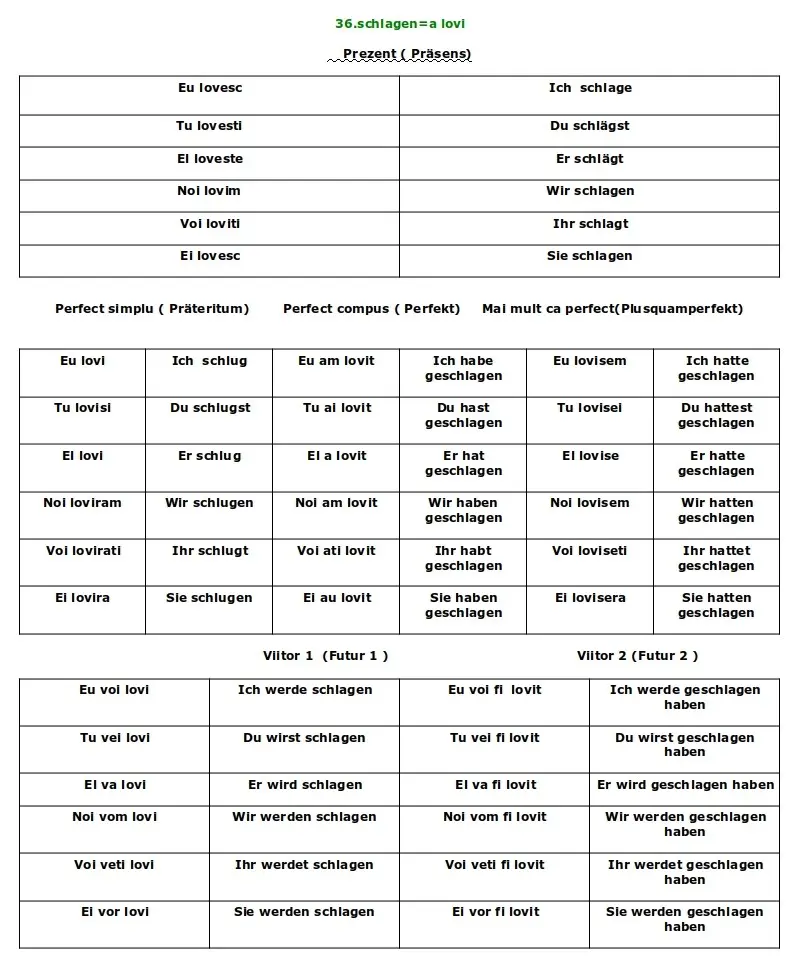 36.schlagen=a lovi
Prezent ( Präsens)
Eu lovesc Ich schlage
Tu lovesti Du schlägst
El loveste Er schlägt
Noi lovim Wir schlagen
Voi loviti Ihr schlagt
Ei lovesc Sie schlagen
Perfect simplu ( Präteritum) Perfect compus ( Perfekt) Mai mult ca perfect(Plusquamperfekt)
Eu lovi Ich schlug Eu am lovit Ich habe Eu lovisem Ich hatte
geschlagen geschlagen
Tu lovisi Du schlugst Tu ai lovit Du hast Tu lovisei Du hattest
geschlagen geschlagen
El lovi Er schlug El a lovit Er hat El lovise Er hatte
geschlagen geschlagen
Noi loviram Wir schlugen Noi am lovit Wir haben Noi lovisem Wir hatten
geschlagen geschlagen
Voi lovirati Ihr schlugt Voi ati lovit Ihr habt Voi loviseti Ihr hattet
geschlagen geschlagen
Ei lovira Sie schlugen Ei au lovit Sie haben Ei lovisera Sie hatten
geschlagen geschlagen
Viitor 1 (Futur 1 ) Viitor 2 (Futur 2 )
Eu voi lovi Ich werde schlagen Eu voi fi lovit Ich werde geschlagen
haben
Tu vei lovi Du wirst schlagen Tu vei fi lovit Du wirst geschlagen
haben
El va lovi Er wird schlagen El va fi lovit Er wird geschlagen haben
Noi vom lovi Wir werden schlagen Noi vom fi lovit Wir werden geschlagen
haben
Voi veti lovi Ihr werdet schlagen Voi veti fi lovit Ihr werdet geschlagen
haben
Ei vor lovi Sie werden schlagen Ei vor fi lovit Sie werden geschlagen
haben